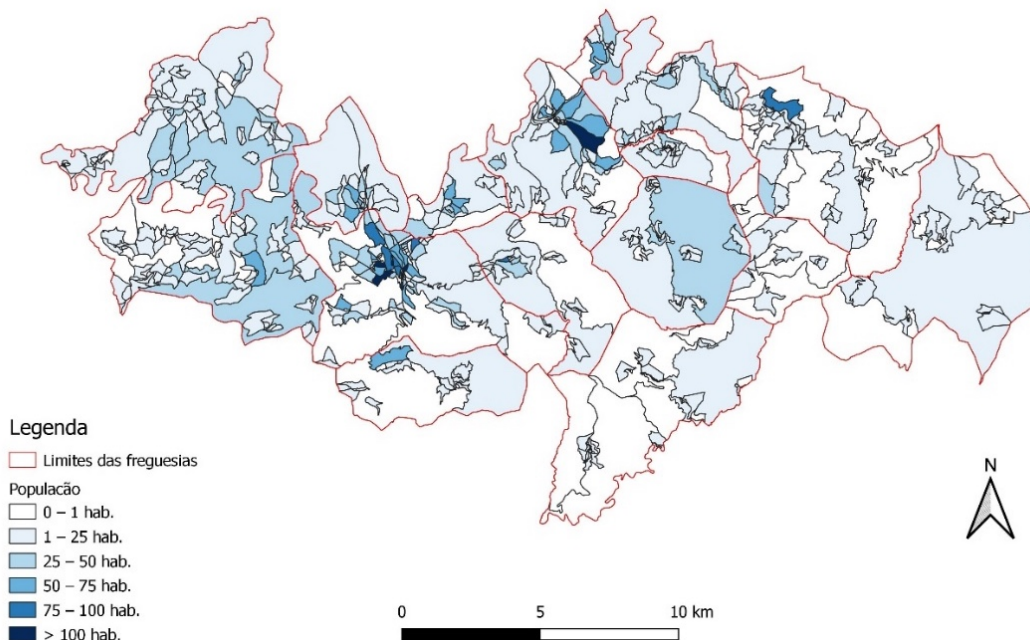 Legenda
Limites das freguesias
População
0 – 1 hab.
1 – 25 hab.
25 – 50 hab.
50 – 75 hab.
75 – 100 hab.
> 100 hab.
N
0 5 10 km